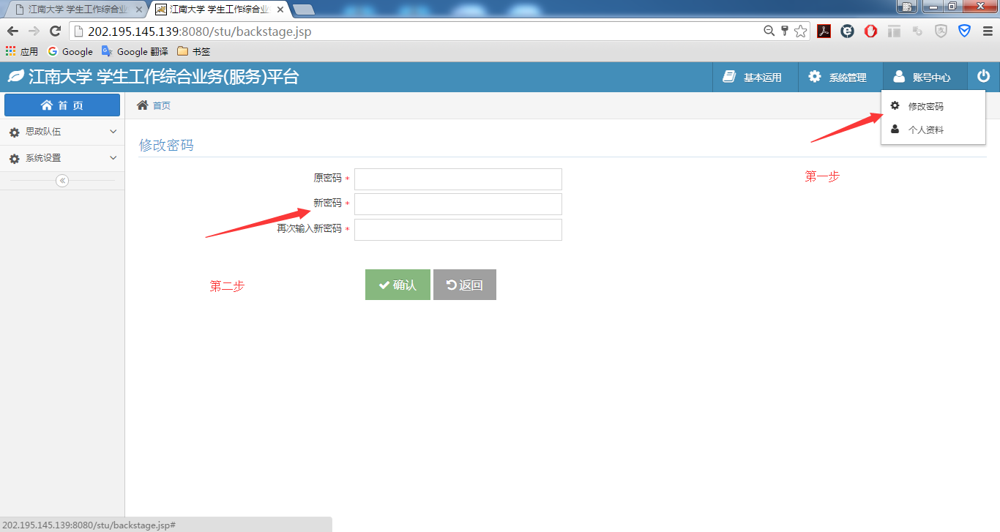 江南大学 学生工作综合业
江南大学 学生工作综合业
鹏
202.195.145.139:8080/stu/backstage.jsp
应用 Google Google 翻译 书签
江南大学 学生工作综合业务(服务)平台
基本运用 系统管理 账号中心
首 页
首页
修改密码
个人资料
思政队伍
系统设置
修改密码
原密码 *
新密码 *
再次输入新密码 *
第一步
第二步
确认 返回
202.195.145.139:8080/stu/backstage.jsp#